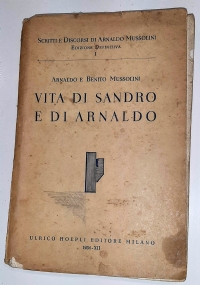 SCRITTI E DISCORSI DI ARNALDO MUSSOLINI
EDIZIONE DEFINITIVA
I
ARNALDO E BENITO MUSSOLINI
VITA DI SANDRO
E DI ARNALDO
ULRICO HOEPLI EDITORE MILANO